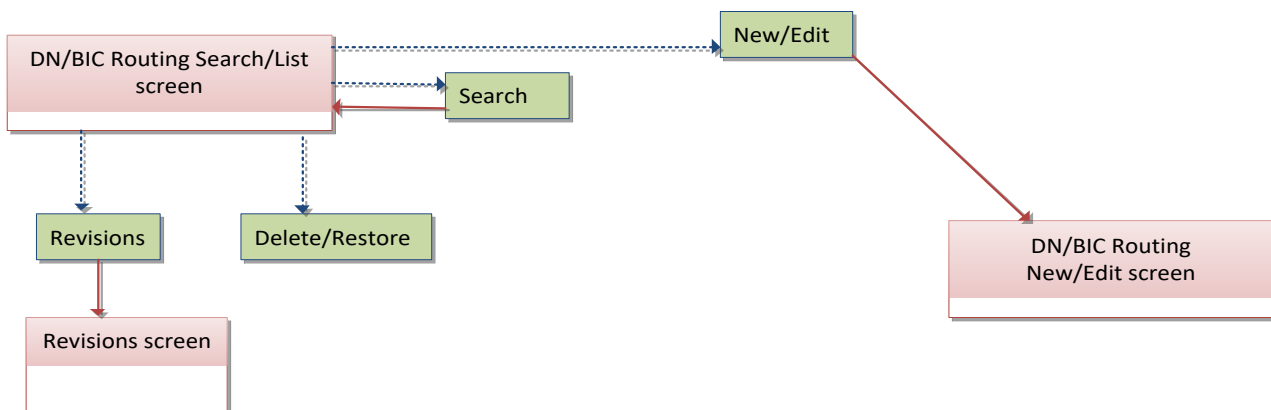 DN/BIC Routing Search/List
screen
New/Edit
Search
Revisions
Delete/Restore
DN/BIC Routing
New/Edit screen
Revisions screen